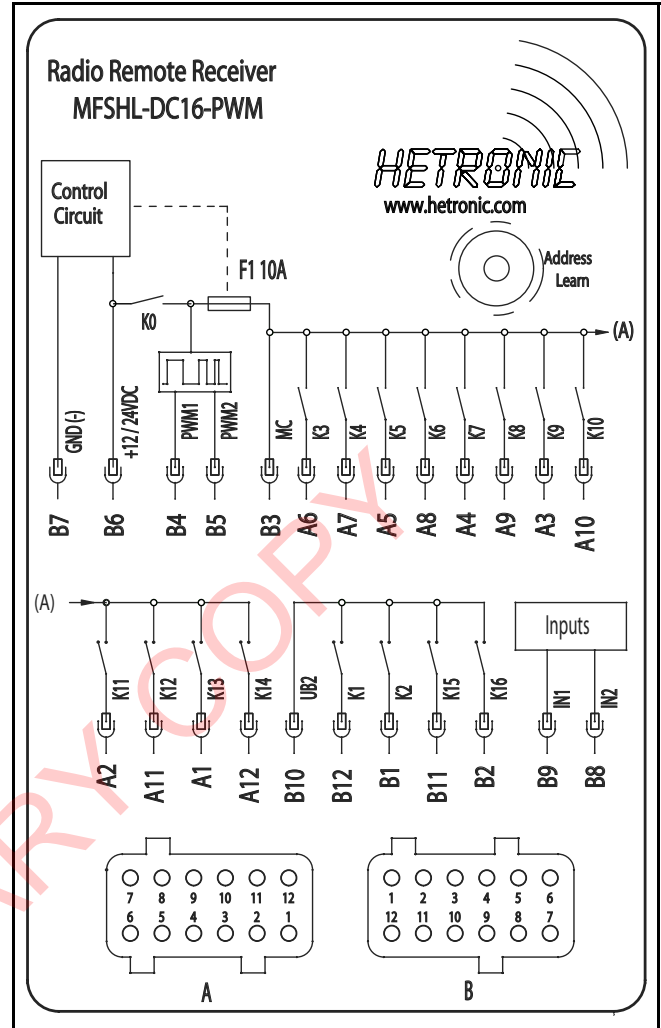 Radio Remote Receiver
MFSHL-DC16-PWM
HETRONIC
www.hetronic.com
Control
Circuit
Address
Learn
F1 10A
K0
(A)
GND (-)
+12 / 24VDC
PWM1
PWM2
MC
K3
K4
K5
K6
K7
K8
K9
K10
B7
B6
B4
B5
B3
A6
A7
A5
A8
A4
A9
A3
A10
(A)
Inputs
K11
K12
K13
K14
UB2
K1
K2
K15
K16
IN1
IN2
A2
A11
A1
A12
B10
B12
B1
B11
B2
B9
B8
7 8 9 10 11 12
6 5 4 3 2 1
A
1 2 3 4 5 6
12 11 10 9 8 7
B
ARY COPY